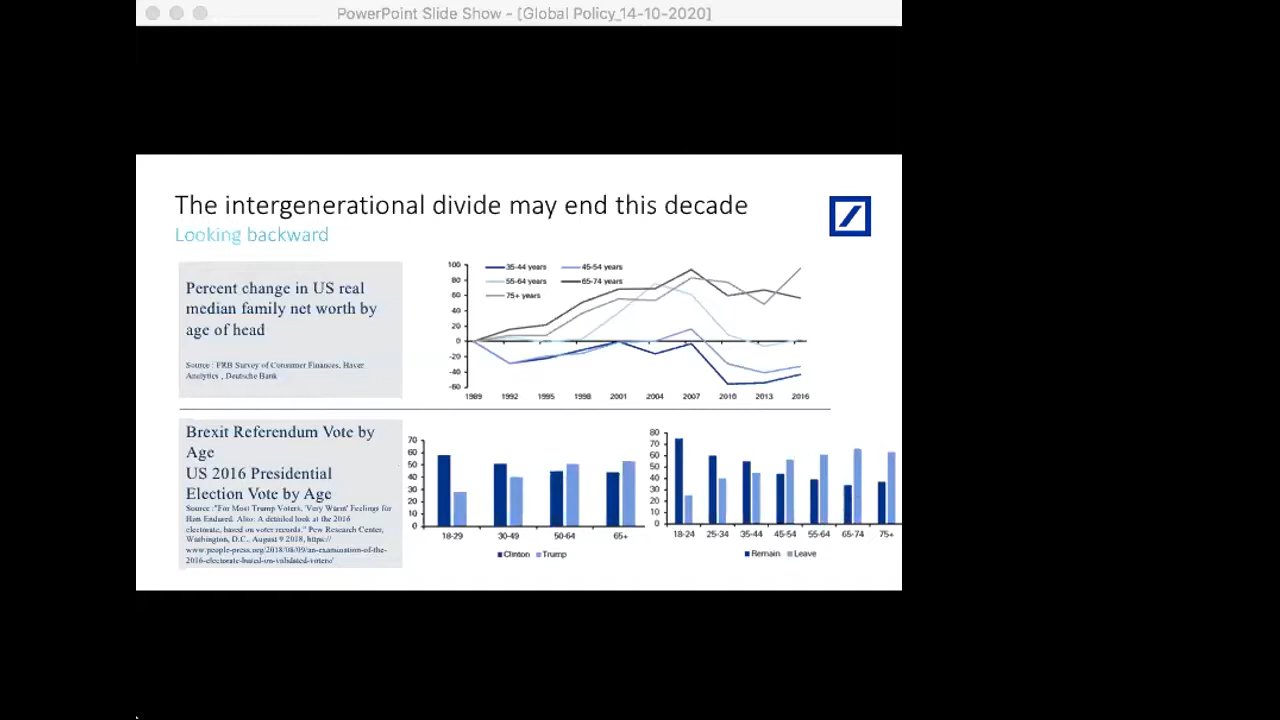 PowerPoint Slide Show - [Global Policy_14-10-2020]
The intergenerational divide may end this decade
Looking backward
Percent change in US real
median family net worth by
age of head
Source : FRB Survey of Consumer Finances, Haver
Analytics , Deutsche Bank
100
80
60
40
20
0
-20
-40
-60
35-44 years
45-54 years
55-64 years
65-74 years
75+ years
1989 1992 1995 1998 2001 2004 2007 2010 2013 2016
Brexit Referendum Vote by
Age
US 2016 Presidential
Election Vote by Age
Source :"For Most Trump Voters, 'Very Warm' Feelings for
Him Endured. Also: A detailed look at the 2016
electorate, based on voter records." Pew Research Center,
Washington, D.C., August 9 2018, https://
www.people-press.org/2018/08/09/an-examination-of-the-
2016-electorate-based-on-validated-voters/
70
60
50
40
30
20
10
0
18-29 30-49 50-64 65+
Clinton Trump
80
70
60
50
40
30
20
10
0
18-24 25-34 35-44 45-54 55-64 65-74 75+
Remain Leave